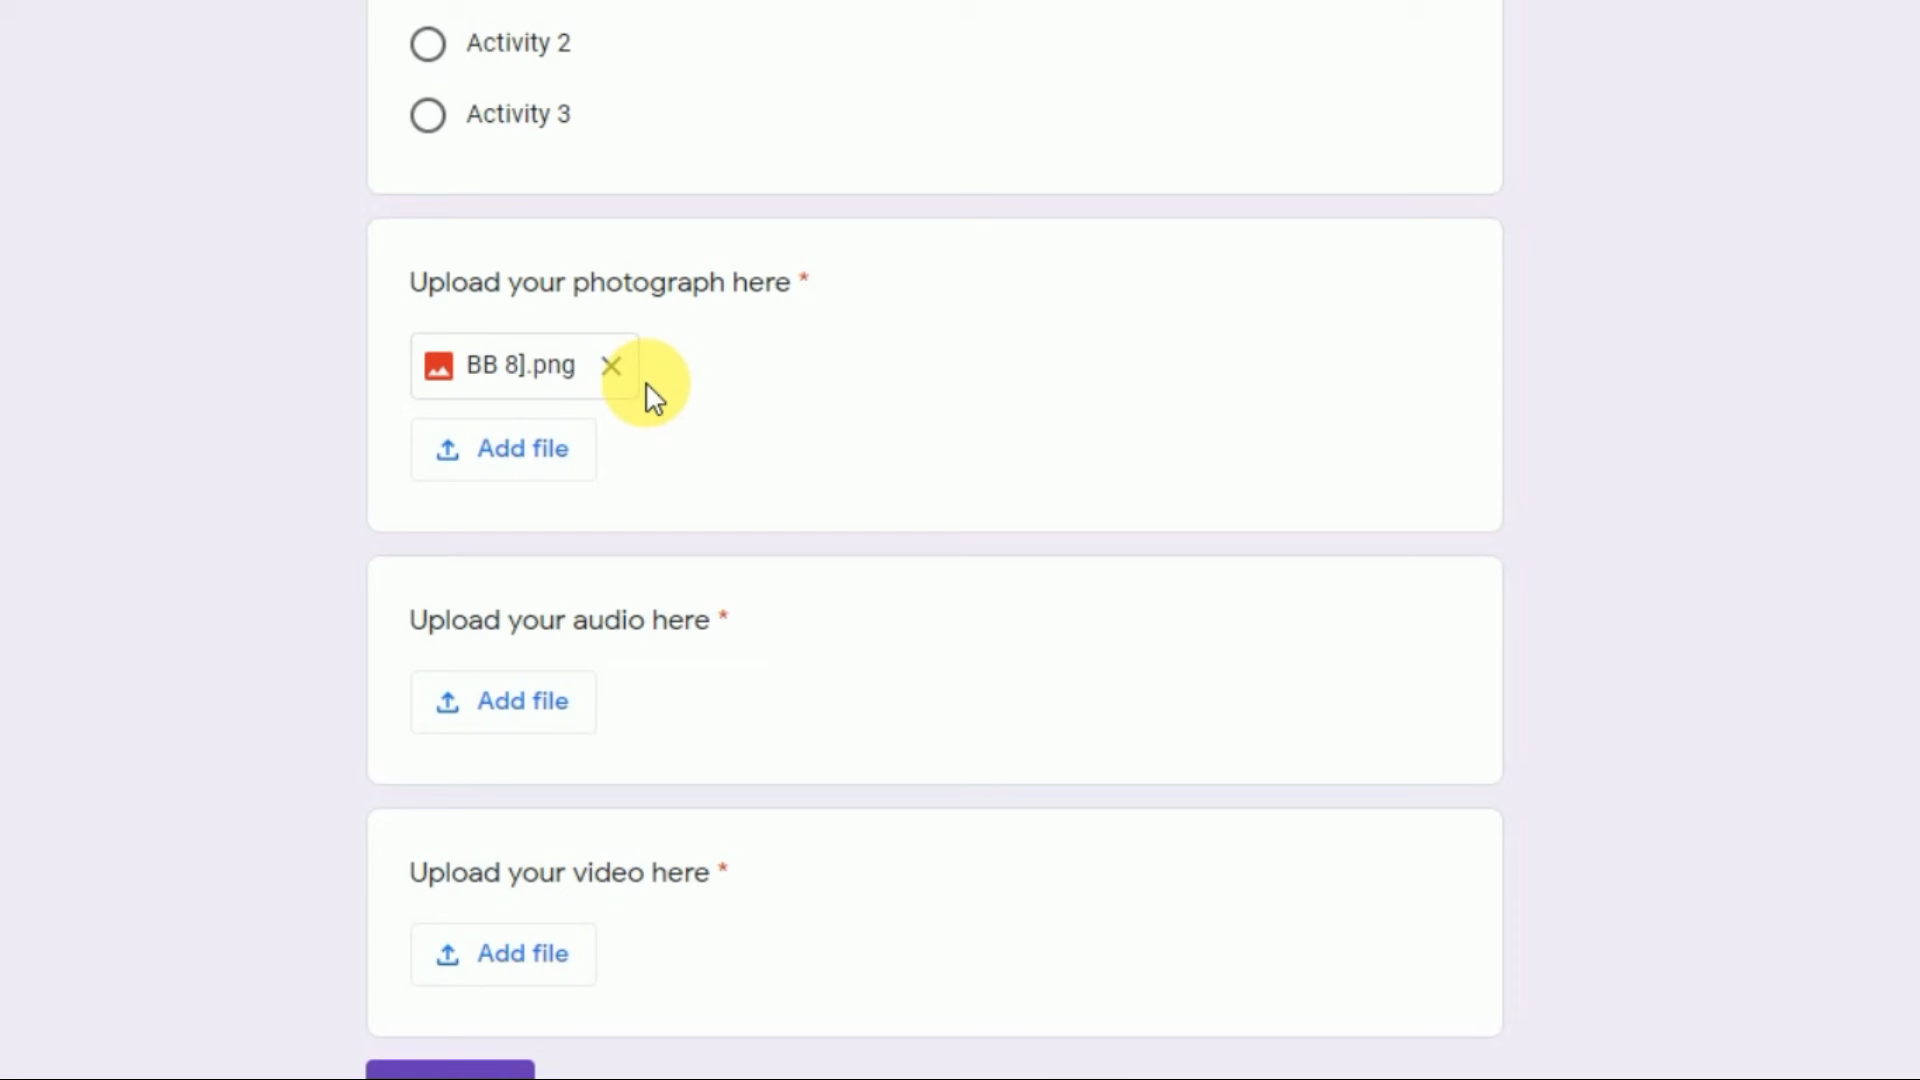 Activity 2
Activity 3
Upload your photograph here *
BB 8].png
Add file
Upload your audio here *
Add file
Upload your video here *
Add file